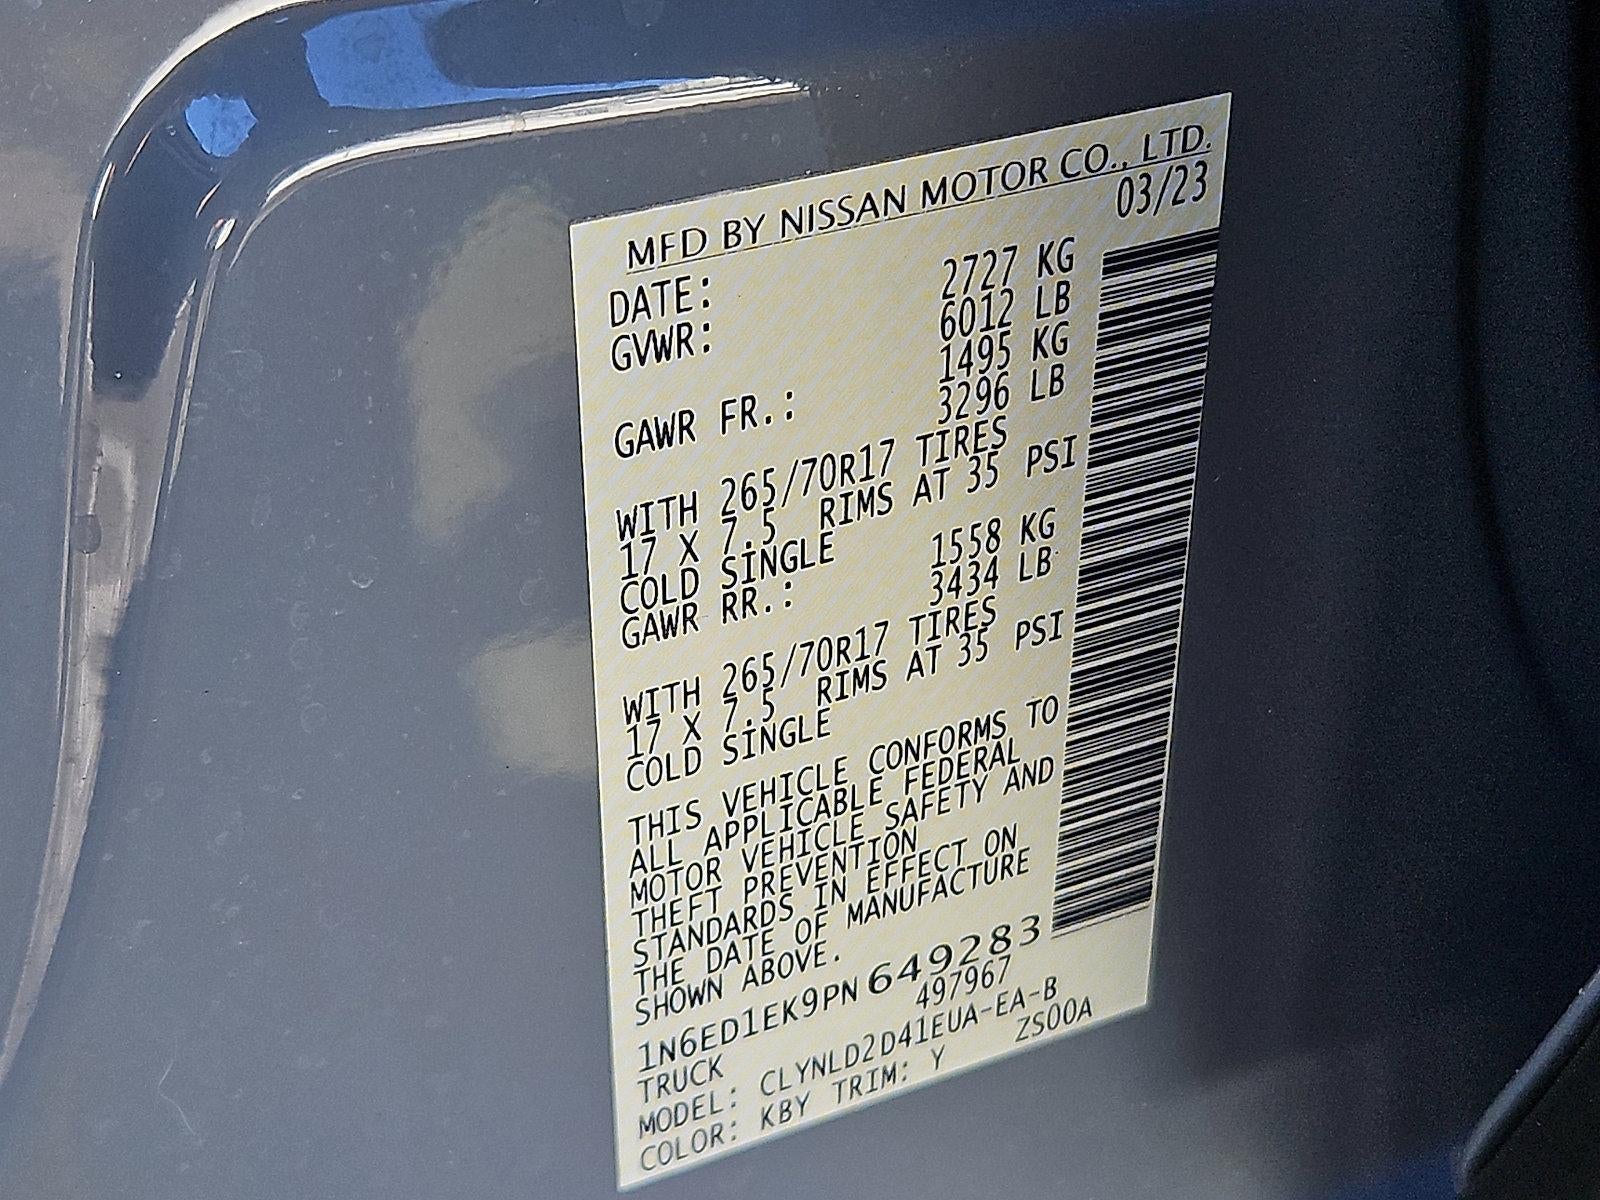 MFD BY NISSAN MOTOR CO., LTD.
DATE: 03/23
GVWR: 2727 KG
6012 LB
GAWR FR.: 1495 KG
3296 LB
WITH 265/70R17 TIRES
17 X 7.5 RIMS AT 35 PSI
COLD SINGLE
GAWR RR.: 1558 KG
3434 LB
WITH 265/70R17 TIRES
17 X 7.5 RIMS AT 35 PSI
COLD SINGLE
THIS VEHICLE CONFORMS TO
ALL APPLICABLE FEDERAL
MOTOR VEHICLE SAFETY AND
THEFT PREVENTION
STANDARDS IN EFFECT ON
THE DATE OF MANUFACTURE
SHOWN ABOVE.
1N6ED1EK9PN649283
TRUCK 497967
MODEL: CLYNLD2D41EUA-EA-B
COLOR: KBY TRIM: Y ZS00A